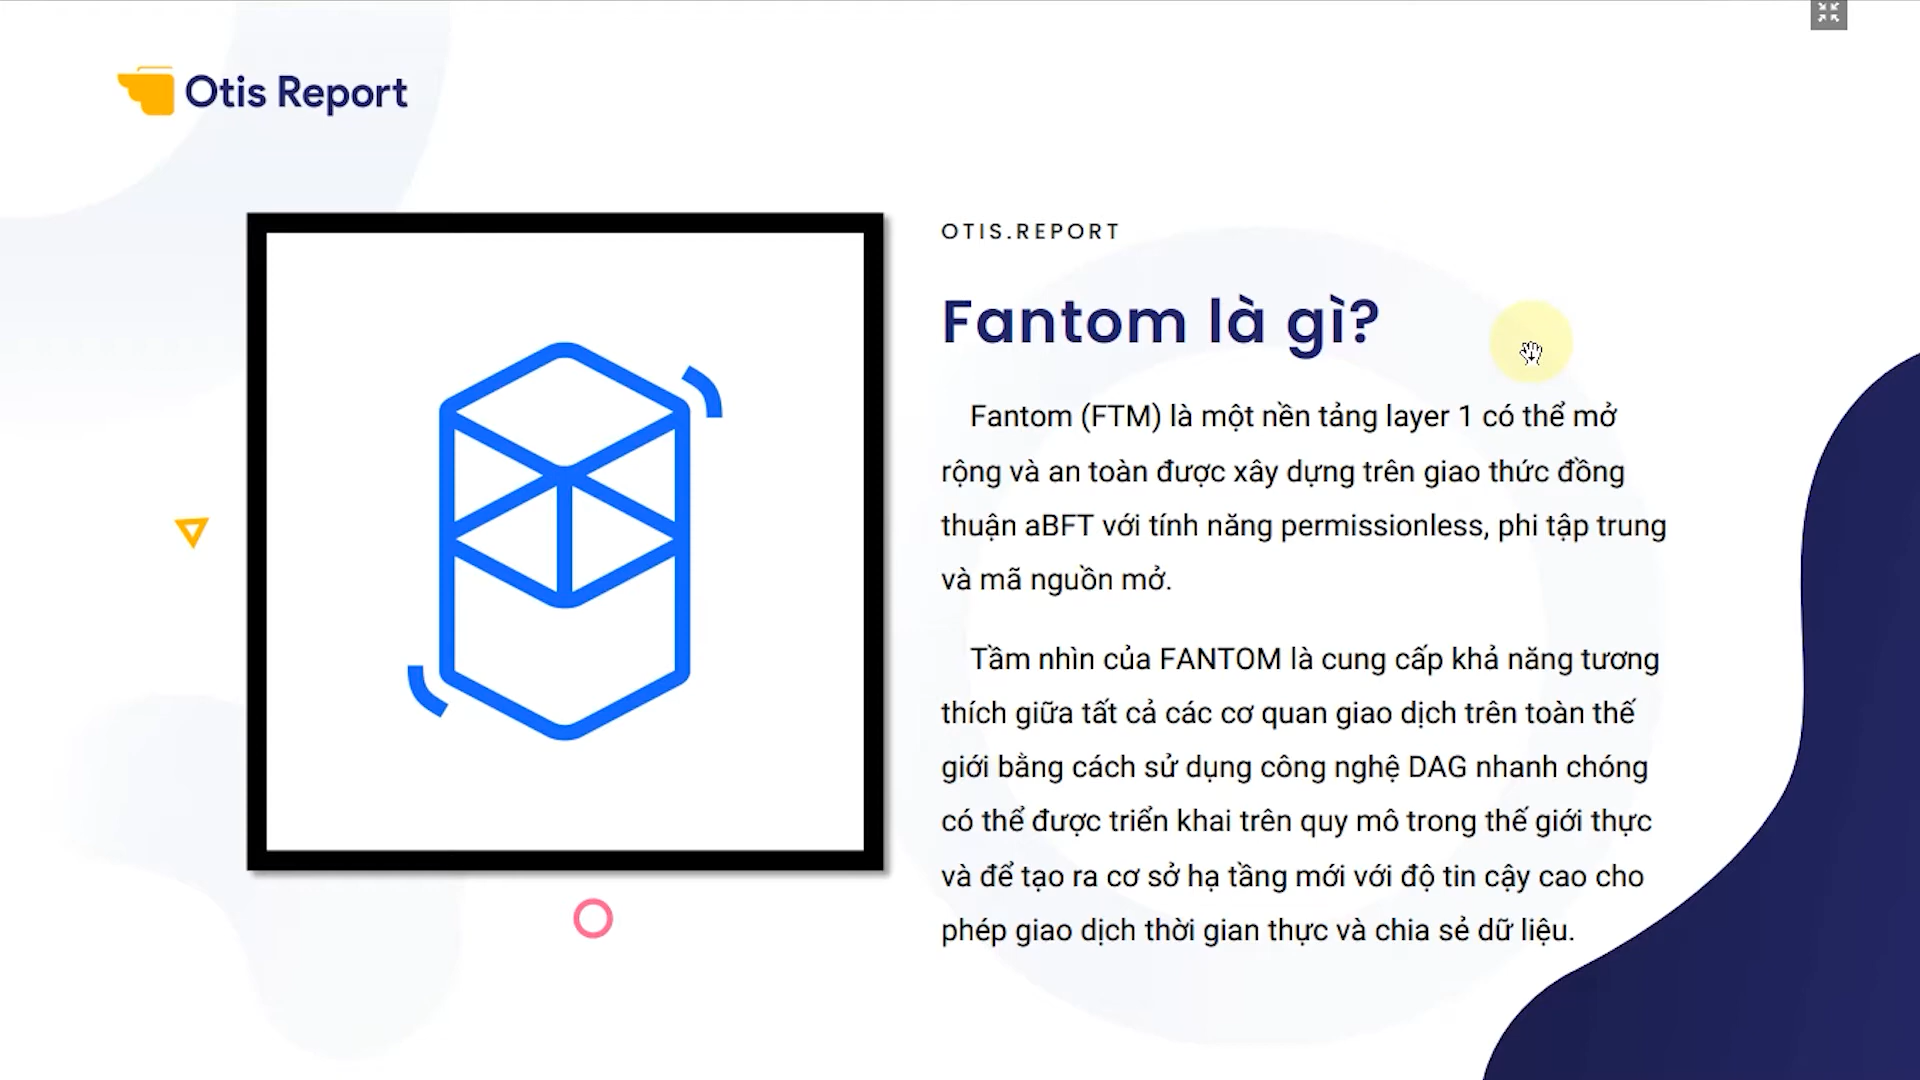 Otis Report
OTIS.REPORT
Fantom là gì?
Fantom (FTM) là một nền tảng layer 1 có thể mở
rộng và an toàn được xây dựng trên giao thức đồng
thuận aBFT với tính năng permissionless, phi tập trung
và mã nguồn mở.
Tầm nhìn của FANTOM là cung cấp khả năng tương
thích giữa tất cả các cơ quan giao dịch trên toàn thế
giới bằng cách sử dụng công nghệ DAG nhanh chóng
có thể được triển khai trên quy mô trong thế giới thực
và để tạo ra cơ sở hạ tầng mới với độ tin cậy cao cho
phép giao dịch thời gian thực và chia sẻ dữ liệu.